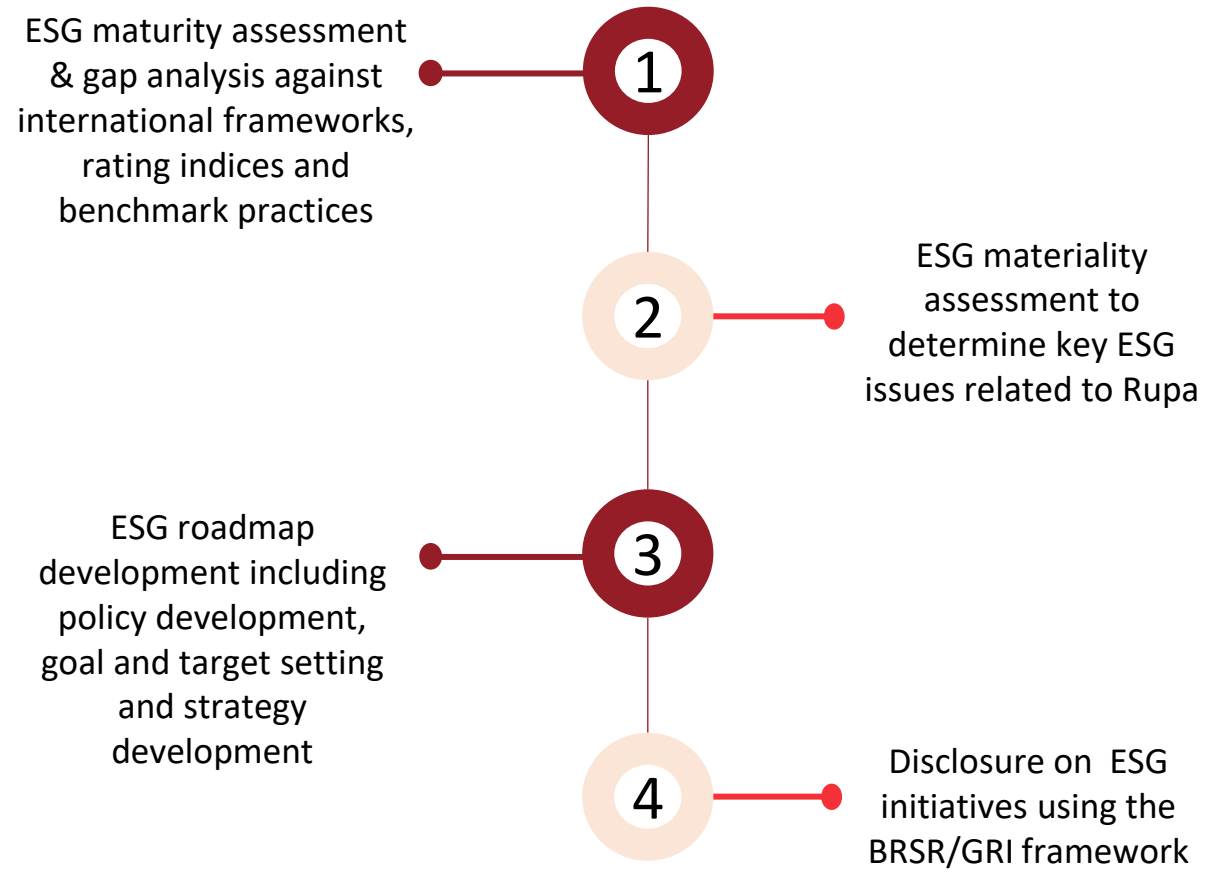 ESG maturity assessment
& gap analysis against
international frameworks,
rating indices and
benchmark practices
1
2
ESG materiality
assessment to
determine key ESG
issues related to Rupa
ESG roadmap
development including
policy development,
goal and target setting
and strategy
development
3
4
Disclosure on  ESG
initiatives using the
BRSR/GRI framework